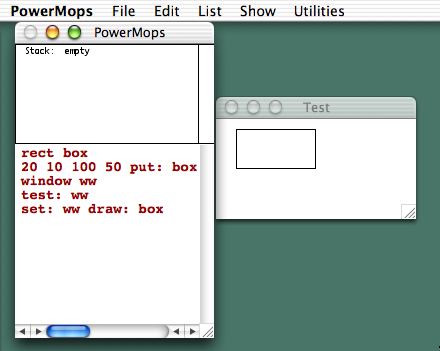 PowerMops File Edit List Show Utilities
PowerMops
Stack: empty
Test
rect box
20 10 100 50 put: box
window ww
test: ww
set: ww draw: box